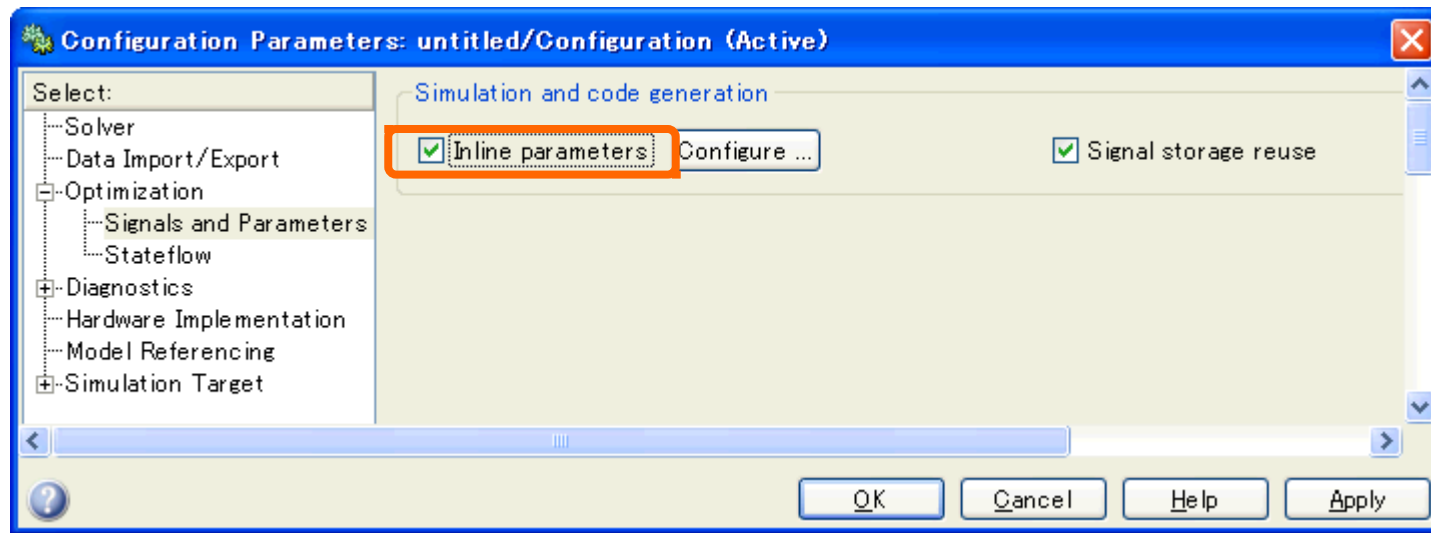 Configuration Parameters: untitled/Configuration (Active)
Select:
Solver
Data Import/Export
Optimization
Signals and Parameters
Stateflow
Diagnostics
Hardware Implementation
Model Referencing
Simulation Target
Simulation and code generation
Inline parameters Configure ... Signal storage reuse
OK Cancel Help Apply